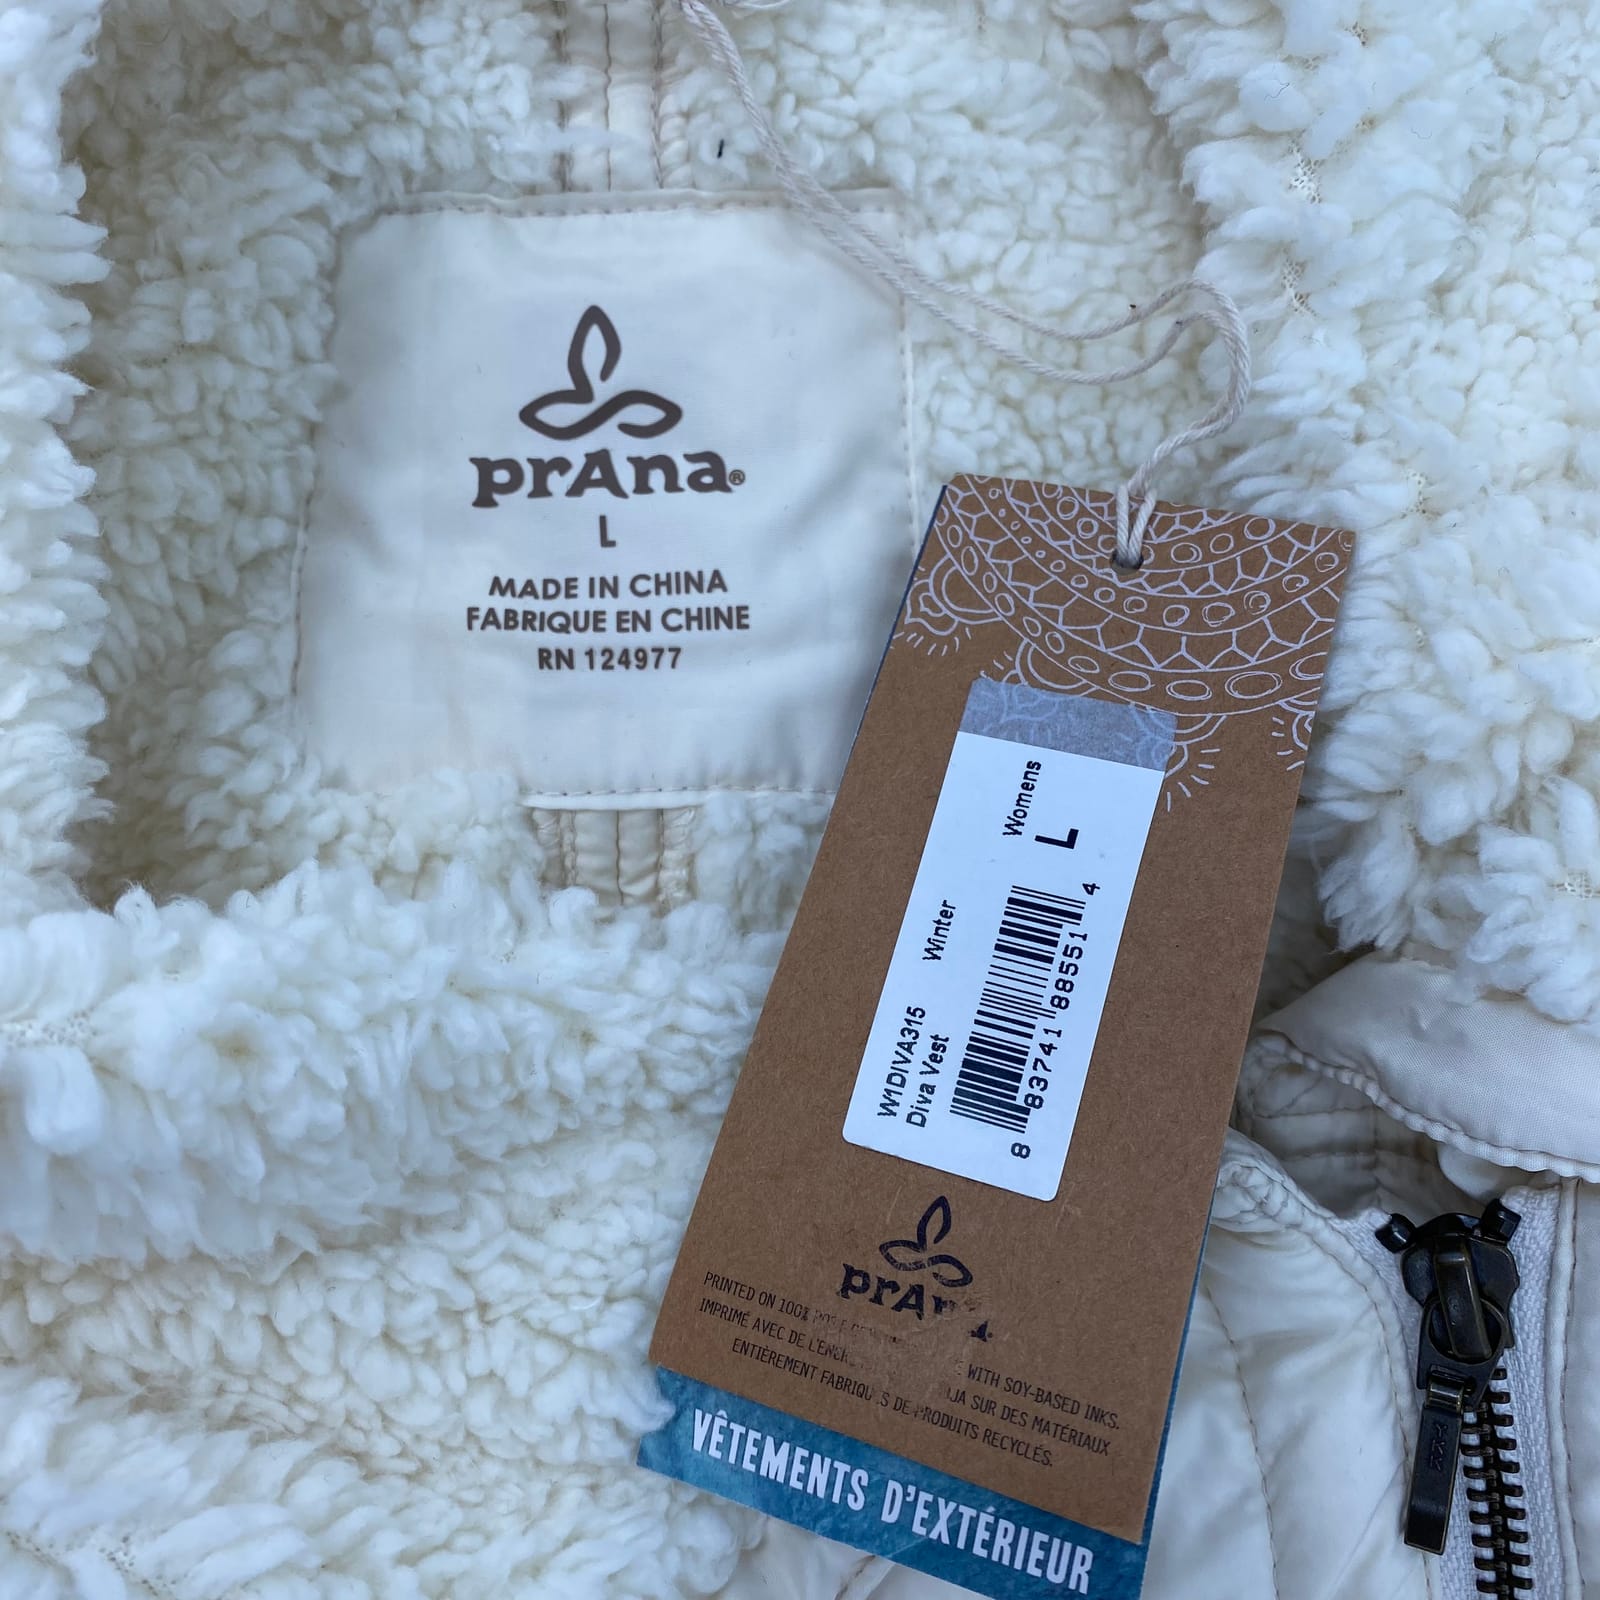 prAna®
L
MADE IN CHINA
FABRIQUE EN CHINE
RN 124977
Womens
L
Winter
W1DIVA315
Diva Vest
8 83741 88551 4
prAna
PRINTED ON 100% WITH SOY-BASED INKS.
IMPRIMÉ AVEC DE L'ENCRE SUR DES MATÉRIAUX
ENTIÈREMENT FABRIQUÉS DE PRODUITS RECYCLÉS.
VÊTEMENTS D'EXTÉRIEUR
YKK